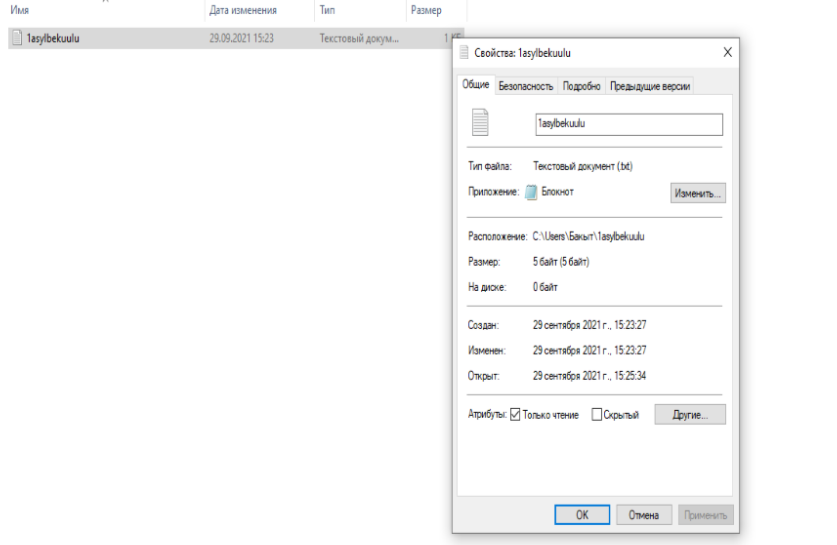 Имя Дата изменения Тип Размер
1asylbekuulu 29.09.2021 15:23 Текстовый докум... 1 КБ
Свойства: 1asylbekuulu
Общие Безопасность Подробно Предыдущие версии
1asylbekuulu
Тип файла: Текстовый документ (.txt)
Приложение: Блокнот Изменить...
Расположение: C:\Users\Бакыт\1asylbekuulu
Размер: 5 байт (5 байт)
На диске: 0 байт
Создан: 29 сентября 2021 г., 15:23:27
Изменен: 29 сентября 2021 г., 15:23:27
Открыт: 29 сентября 2021 г., 15:25:34
Атрибуты: Только чтение Скрытый Другие...
OK Отмена Применить